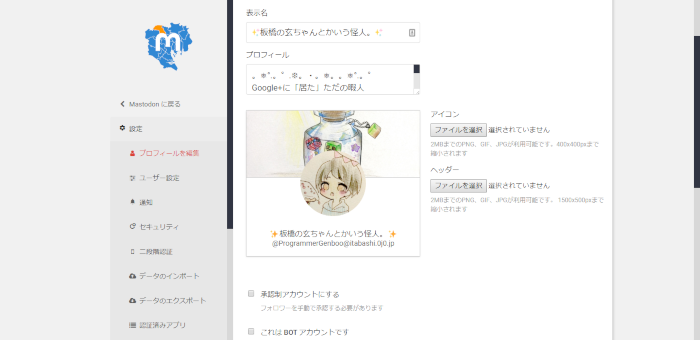 m
Mastodon に戻る
設定
プロフィールを編集
ユーザー設定
通知
セキュリティ
二段階認証
データのインポート
データのエクスポート
認証済みアプリ
表示名
✨板橋の玄ちゃんとかいう怪人。✨
プロフィール
Google+に「居た」ただの暇人
✨板橋の玄ちゃんとかいう怪人。✨
@ProgrammerGenboo@itabashi.0j0.jp
アイコン
ファイルを選択 選択されていません
2MBまでのPNG、GIF、JPGが利用可能です。400x400pxまで
縮小されます
ヘッダー
ファイルを選択 選択されていません
2MBまでのPNG、GIF、JPGが利用可能です。 1500x500pxまで
縮小されます
承認制アカウントにする
フォロワーを手動で承認する必要があります
これは BOT アカウントです